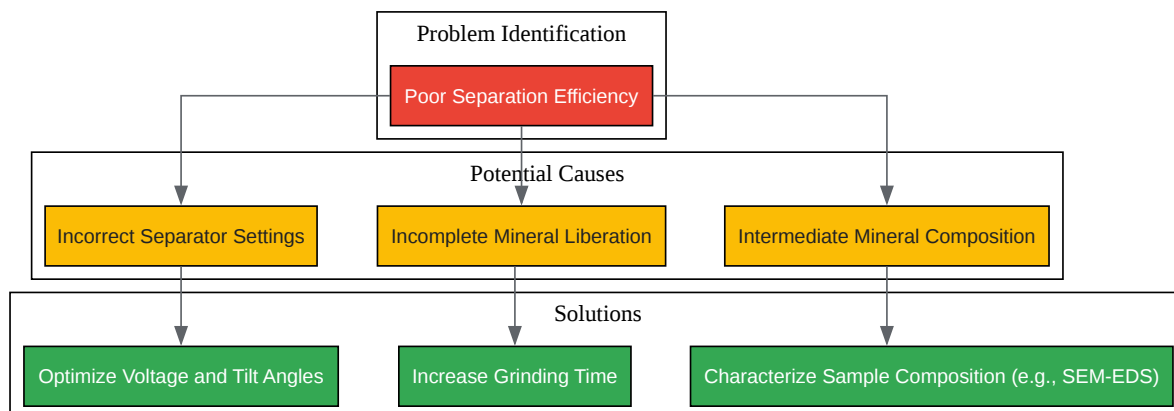 Problem Identification
Poor Separation Efficiency
Potential Causes
Incorrect Separator Settings
Incomplete Mineral Liberation
Intermediate Mineral Composition
Solutions
Optimize Voltage and Tilt Angles
Increase Grinding Time
Characterize Sample Composition (e.g., SEM-EDS)